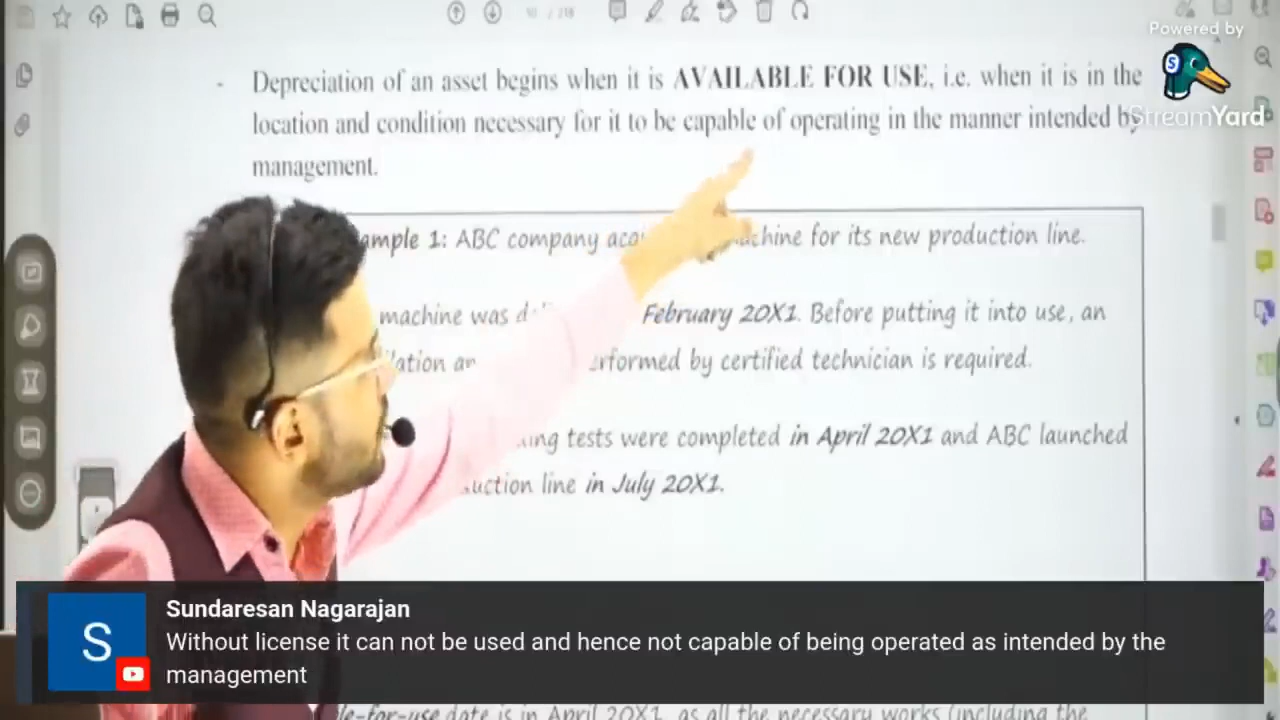 Powered by
StreamYard
- Depreciation of an asset begins when it is AVAILABLE FOR USE, i.e. when it is in the
location and condition necessary for it to be capable of operating in the manner intended by
management.
ample 1: ABC company acq machine for its new production line.
machine was d February 20X1. Before putting it into use, an
lation an rformed by certified technician is required.
ing tests were completed in April 20X1 and ABC launched
uction line in July 20X1.
S
Sundaresan Nagarajan
Without license it can not be used and hence not capable of being operated as intended by the
management
le-for-use date is in April 20X1, as all the necessary works (including the